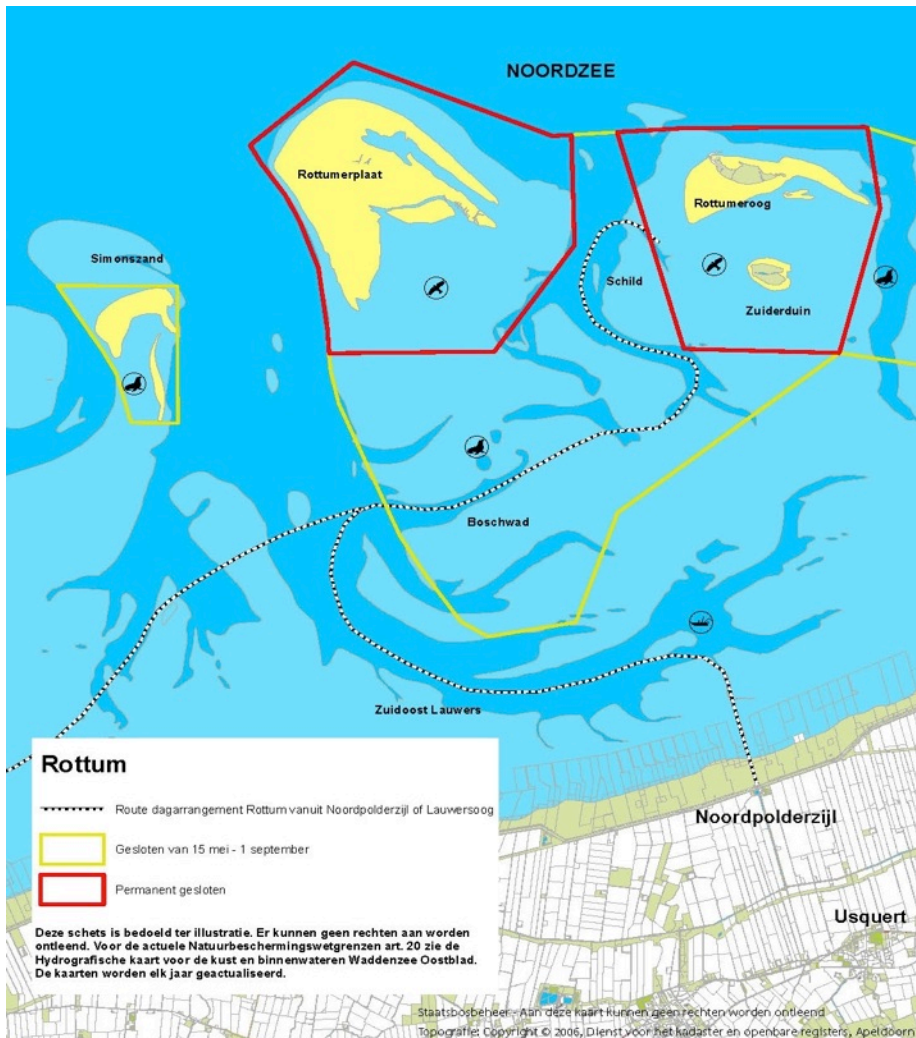 NOORDZEE
Rottumerplaat
Rottumeroog
Simonszand
Schild
Zuiderduin
Boschwad
Zuidoost Lauwers
Rottum
Route dagarrangement Rottum vanuit Noordpolderzijl of Lauwersoog
Gesloten van 15 mei - 1 september
Permanent gesloten
Deze schets is bedoeld ter illustratie. Er kunnen geen rechten aan worden
ontleend. Voor de actuele Natuurbeschermingswetgrenzen art. 20 zie de
Hydrografische kaart voor de kust en binnenwateren Waddenzee Oostblad.
De kaarten worden elk jaar geactualiseerd.
Noordpolderzijl
Usquert
Staatsbosbeheer - Aan deze kaart kunnen geen rechten worden ontleend
Topografie: Copyright © 2006, Dienst voor het kadaster en openbare registers, Apeldoorn